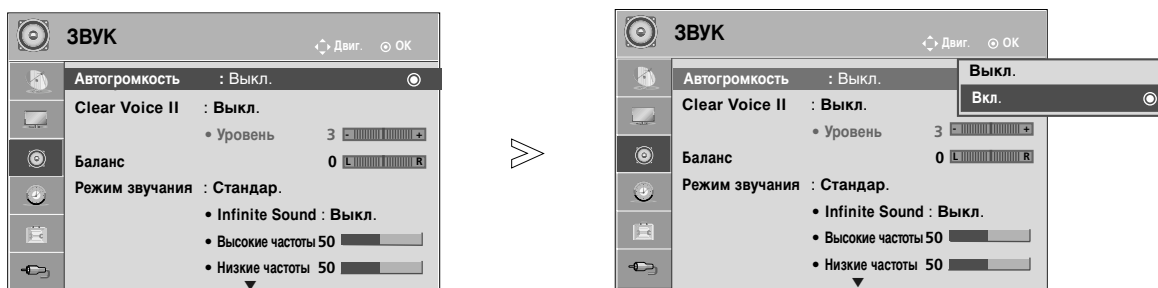 ЗВУК
Двиг. ОК
Автогромкость : Выкл.
Clear Voice II : Выкл.
• Уровень 3 - +
Баланс 0 L R
Режим звучания : Стандар.
• Infinite Sound : Выкл.
• Высокие частоты 50
• Низкие частоты 50
ЗВУК
Двиг. ОК
Автогромкость : Выкл.
Выкл.
Вкл.
Clear Voice II : Выкл.
• Уровень 3 - +
Баланс 0 L R
Режим звучания : Стандар.
• Infinite Sound : Выкл.
• Высокие частоты 50
• Низкие частоты 50